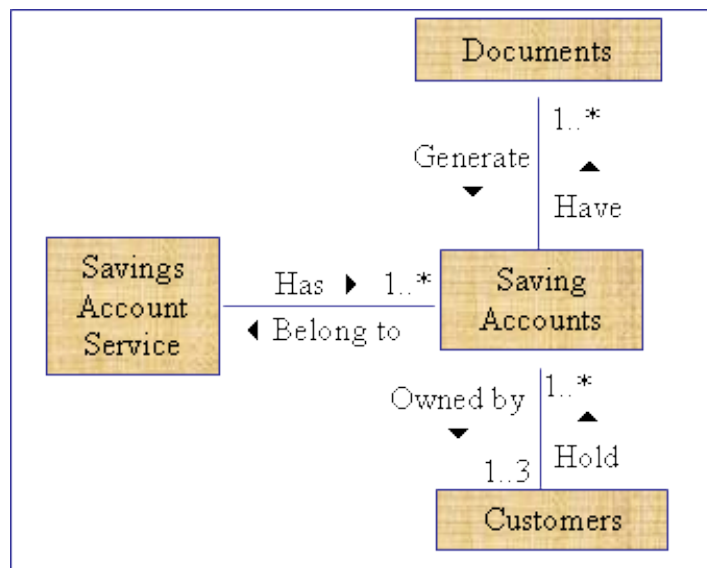 Documents
1..*
Generate
Have
Savings
Account
Service
Has 1..*
Belong to
Saving
Accounts
Owned by
1..*
Hold
1..3
Customers